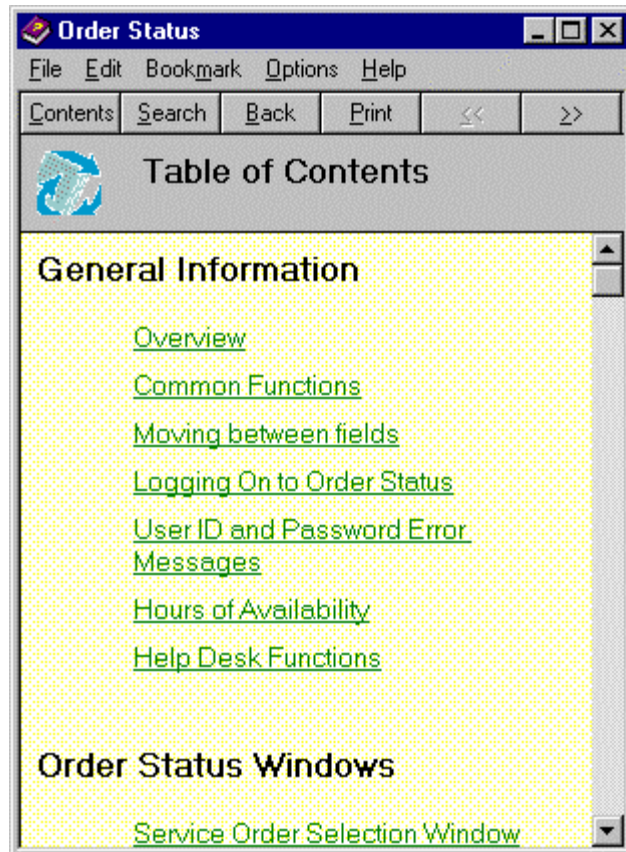 Order Status
File Edit Bookmark Options Help
Contents Search Back Print << >>
Table of Contents
General Information
Overview
Common Functions
Moving between fields
Logging On to Order Status
User ID and Password Error
Messages
Hours of Availability
Help Desk Functions
Order Status Windows
Service Order Selection Window